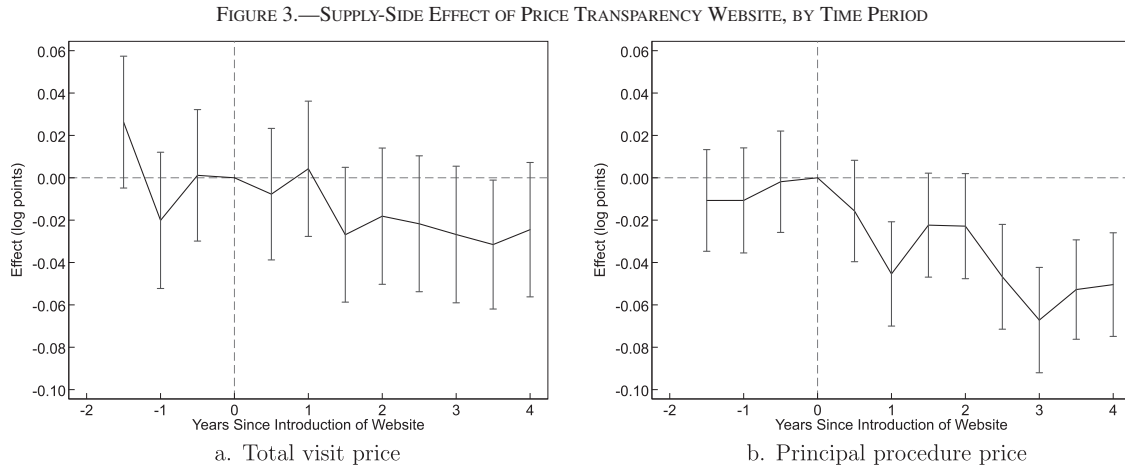 FIGURE 3.—SUPPLY-SIDE EFFECT OF PRICE TRANSPARENCY WEBSITE, BY TIME PERIOD
0.06
0.04
0.02
0.00
-0.02
-0.04
-0.06
-0.08
-0.10
Effect (log points)
-2 -1 0 1 2 3 4
Years Since Introduction of Website
a. Total visit price
0.06
0.04
0.02
0.00
-0.02
-0.04
-0.06
-0.08
-0.10
Effect (log points)
-2 -1 0 1 2 3 4
Years Since Introduction of Website
b. Principal procedure price